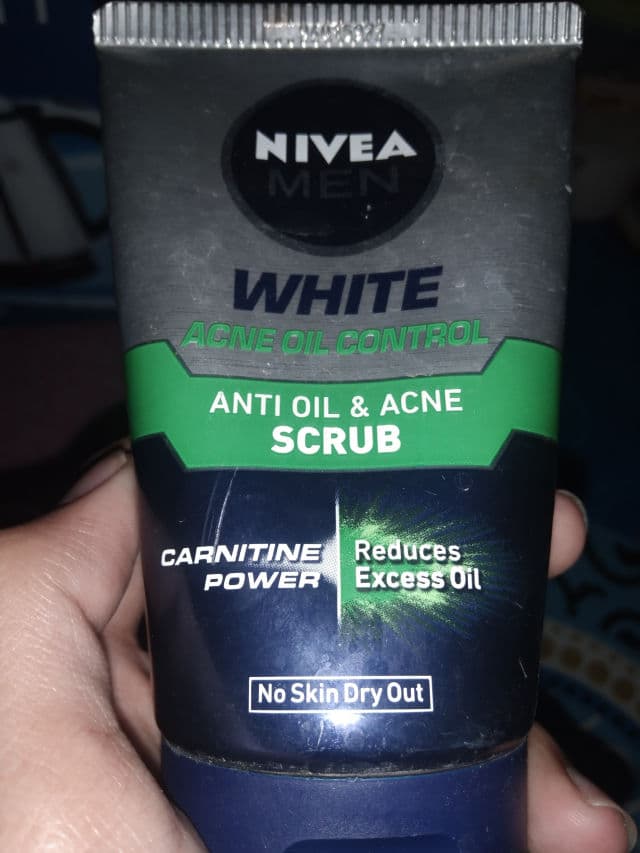 NIVEA
MEN
WHITE
ACNE OIL CONTROL
ANTI OIL & ACNE
SCRUB
CARNITINE
POWER
Reduces
Excess Oil
No Skin Dry Out